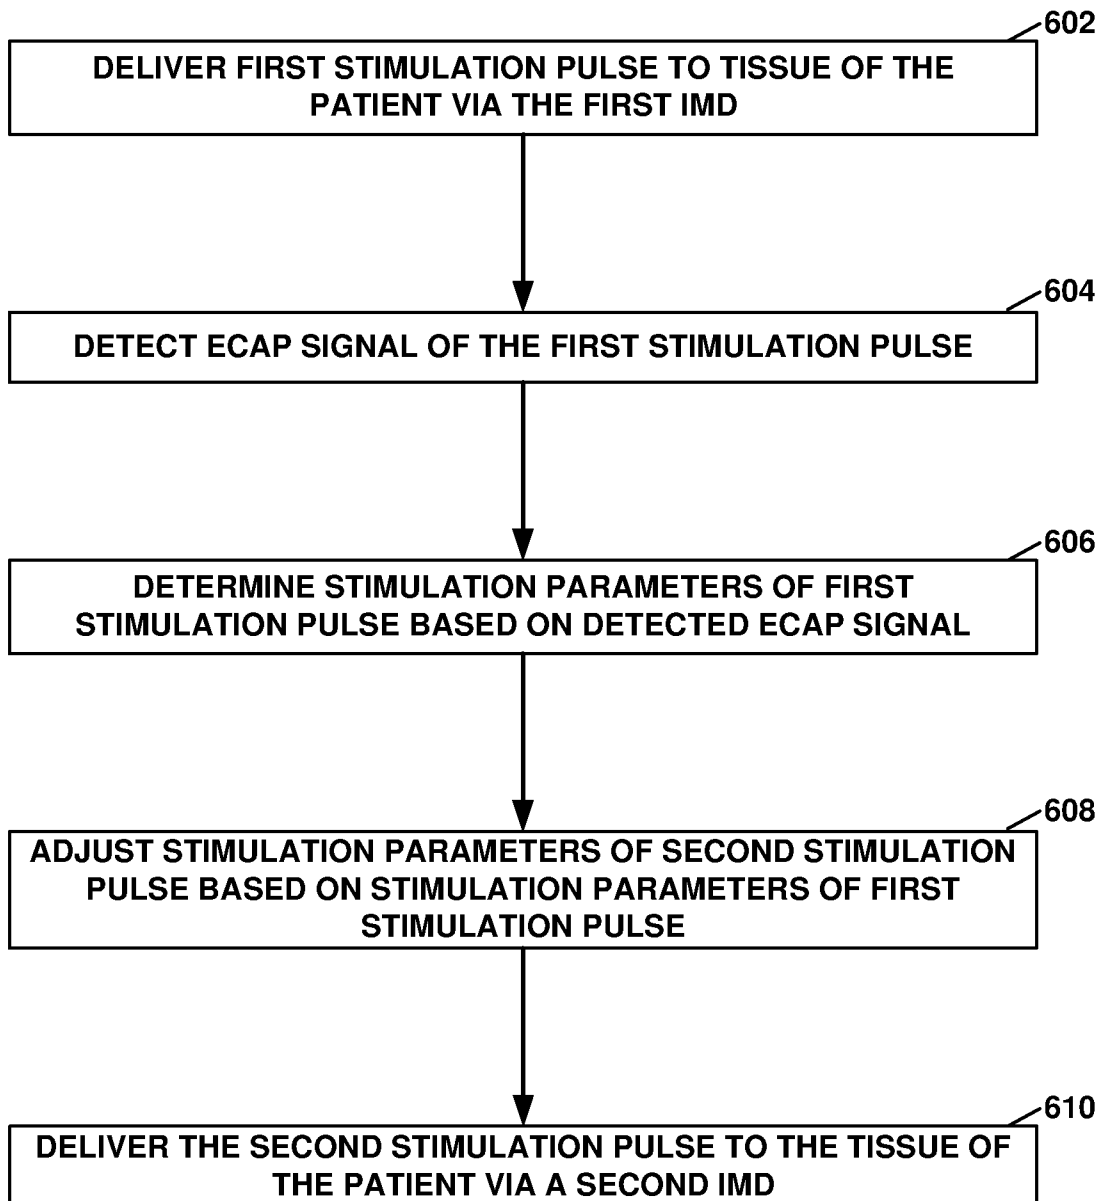 602
DELIVER FIRST STIMULATION PULSE TO TISSUE OF THE
PATIENT VIA THE FIRST IMD
604
DETECT ECAP SIGNAL OF THE FIRST STIMULATION PULSE
606
DETERMINE STIMULATION PARAMETERS OF FIRST
STIMULATION PULSE BASED ON DETECTED ECAP SIGNAL
608
ADJUST STIMULATION PARAMETERS OF SECOND STIMULATION
PULSE BASED ON STIMULATION PARAMETERS OF FIRST
STIMULATION PULSE
610
DELIVER THE SECOND STIMULATION PULSE TO THE TISSUE OF
THE PATIENT VIA A SECOND IMD